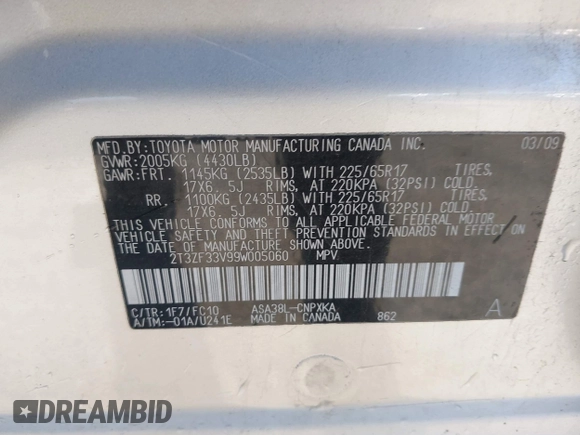 MFD.BY:TOYOTA MOTOR MANUFACTURING CANADA INC. 03/09
GVWR:2005KG (4430LB)
GAWR:FRT. 1145KG (2535LB) WITH 225/65R17 TIRES,
17X6.5J RIMS, AT 220KPA (32PSI) COLD.
RR. 1100KG (2435LB) WITH 225/65R17 TIRES,
17X6.5J RIMS, AT 220KPA (32PSI) COLD.
THIS VEHICLE CONFORMS TO ALL APPLICABLE FEDERAL MOTOR
VEHICLE SAFETY STANDARDS IN EFFECT ON
THE DATE OF MANUFACTURE SHOWN ABOVE.
2T3ZF33V99W005060 MPV.
C/TR:1F7/FC10 ASA38L-CNPXKA A
A/TM:-01A/U241E MADE IN CANADA 862
DREAMBID